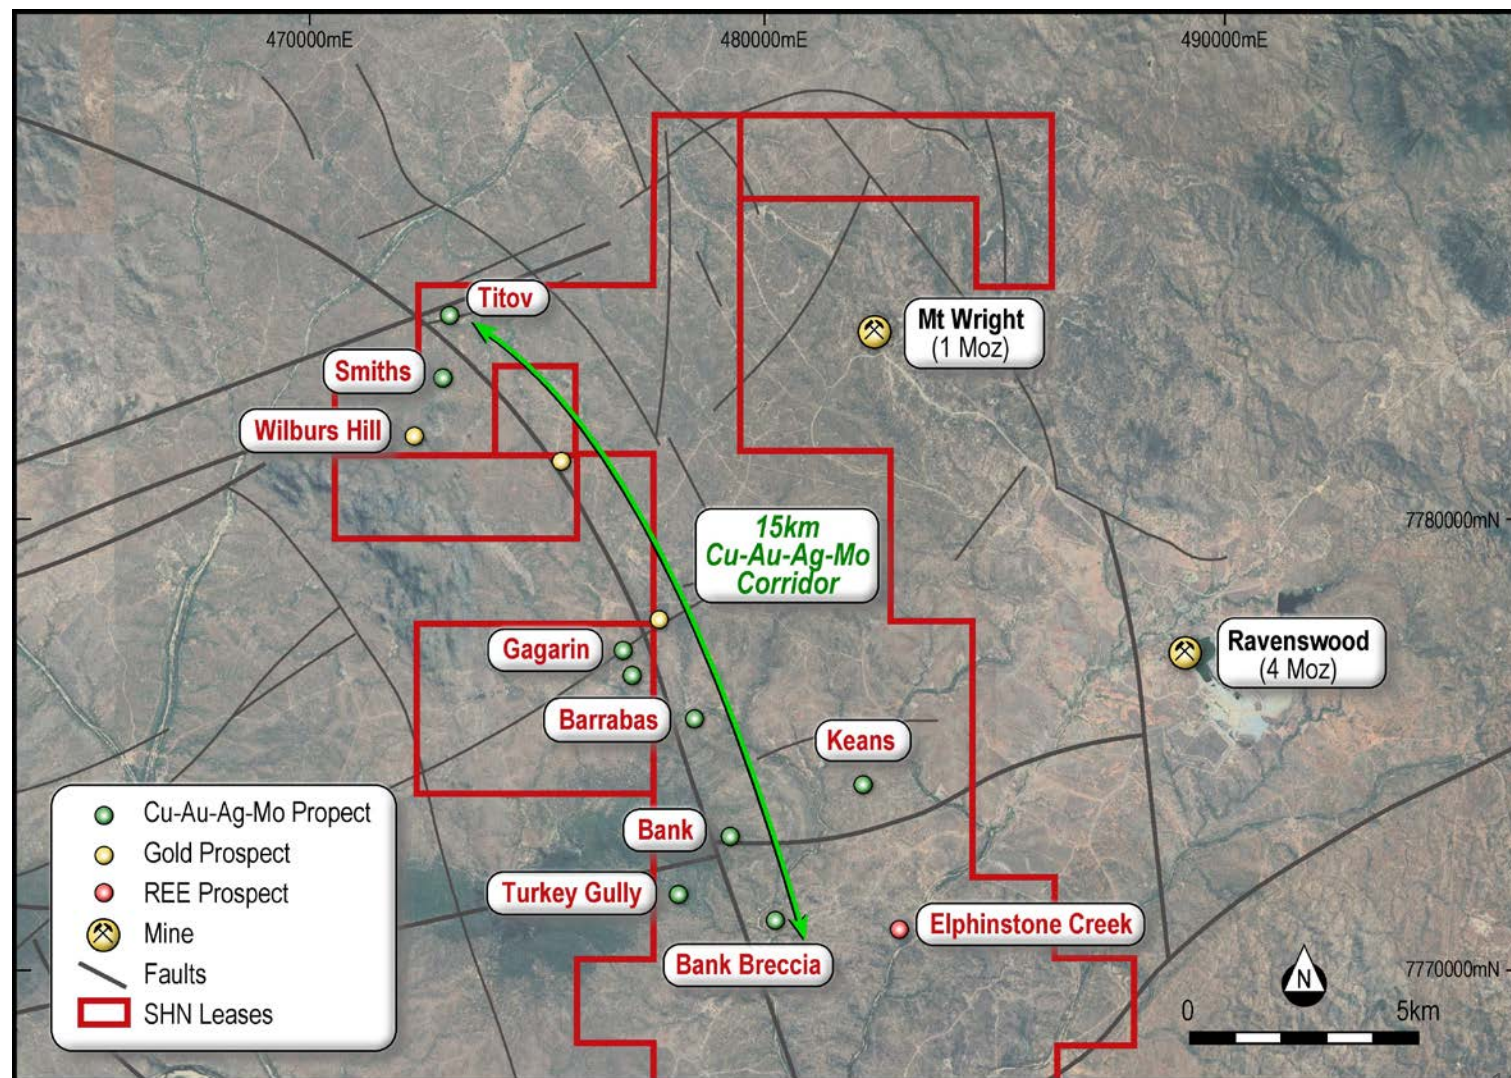 470000mE
480000mE
490000mE
Titov
Mt Wright
(1 Moz)
Smiths
Wilburs Hill
15km
Cu-Au-Ag-Mo
Corridor
7780000mN
Gagarin
Ravenswood
(4 Moz)
Barrabas
Keans
Bank
Turkey Gully
Elphinstone Creek
Bank Breccia
7770000mN
Cu-Au-Ag-Mo Propect
Gold Prospect
REE Prospect
Mine
Faults
SHN Leases
N
0 5km